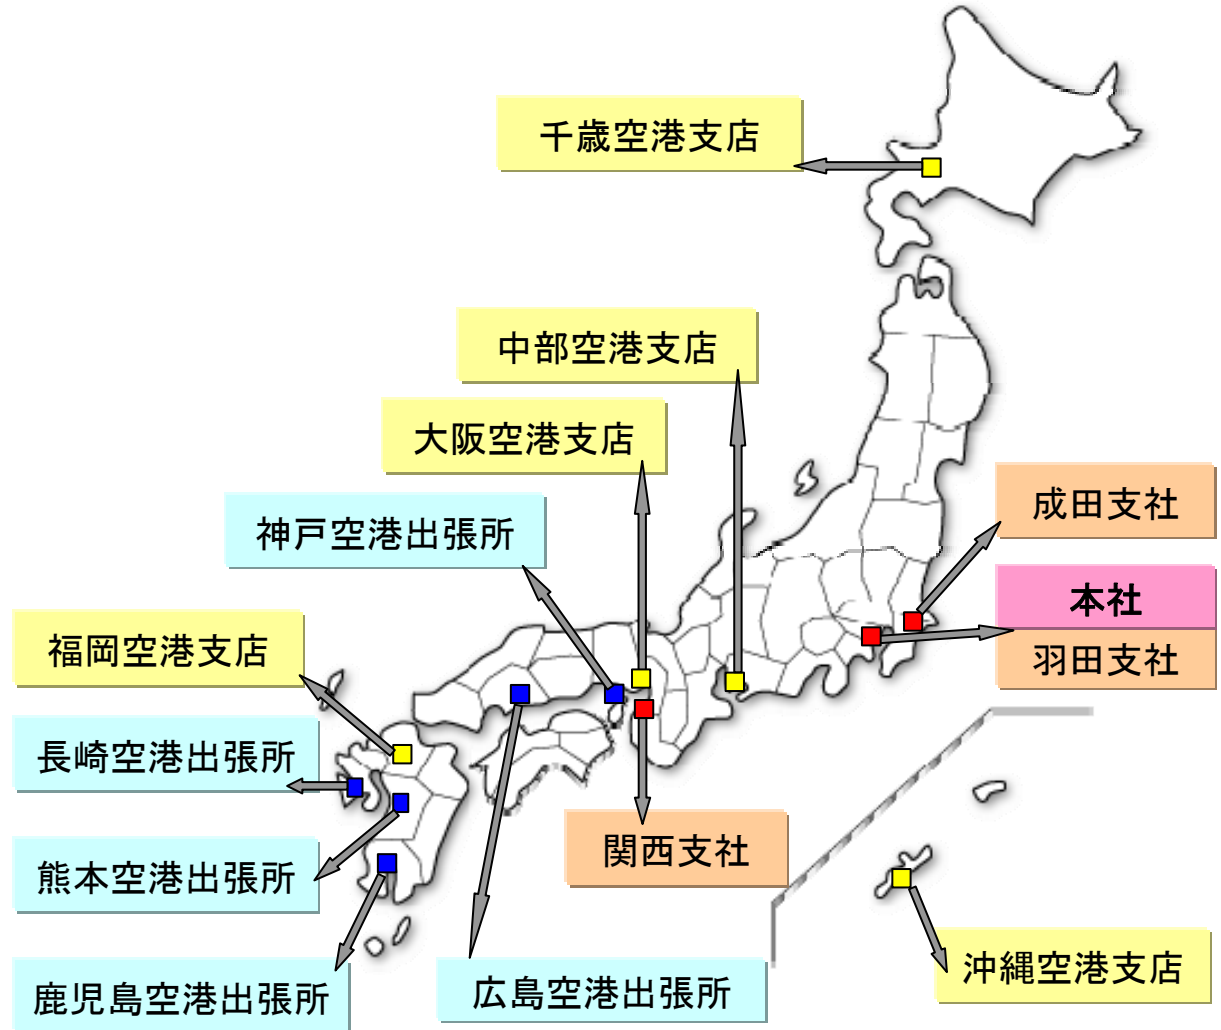 千歳空港支店
中部空港支店
大阪空港支店
成田支社
神戸空港出張所
本社
羽田支社
福岡空港支店
長崎空港出張所
関西支社
熊本空港出張所
沖縄空港支店
広島空港出張所
鹿児島空港出張所